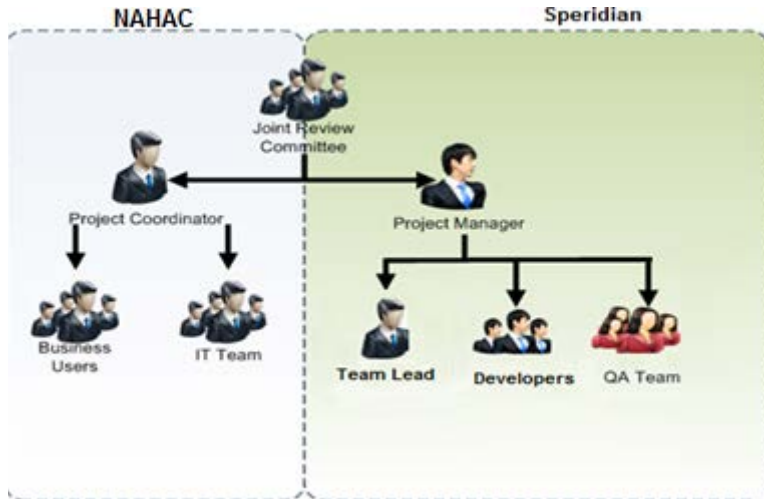 NAHAC
Speridian
Joint Review
Committee
Project Coordinator
Project Manager
Business
Users
IT Team
Team Lead
Developers
QA Team